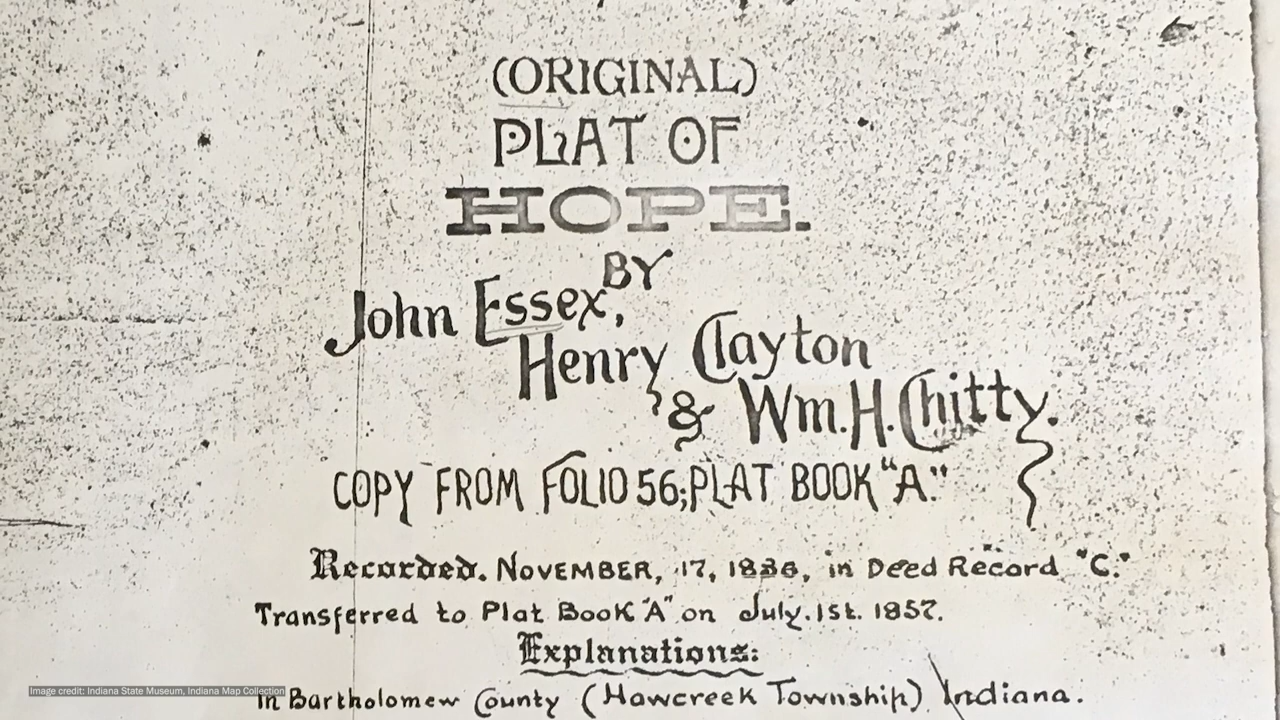 (ORIGINAL)
PLAT OF
HOPE.
BY
John Essex,
Henry Clayton
& Wm. H. Chitty.
COPY FROM FOLIO 56; PLAT BOOK "A."
Recorded. NOVEMBER, 17, 1836, in Deed Record "C."
Transferred to Plat Book "A" on July. 1st. 1857.
Explanations:
In Bartholomew County (Hawcreek Township) Indiana.
Image credit: Indiana State Museum, Indiana Map Collection